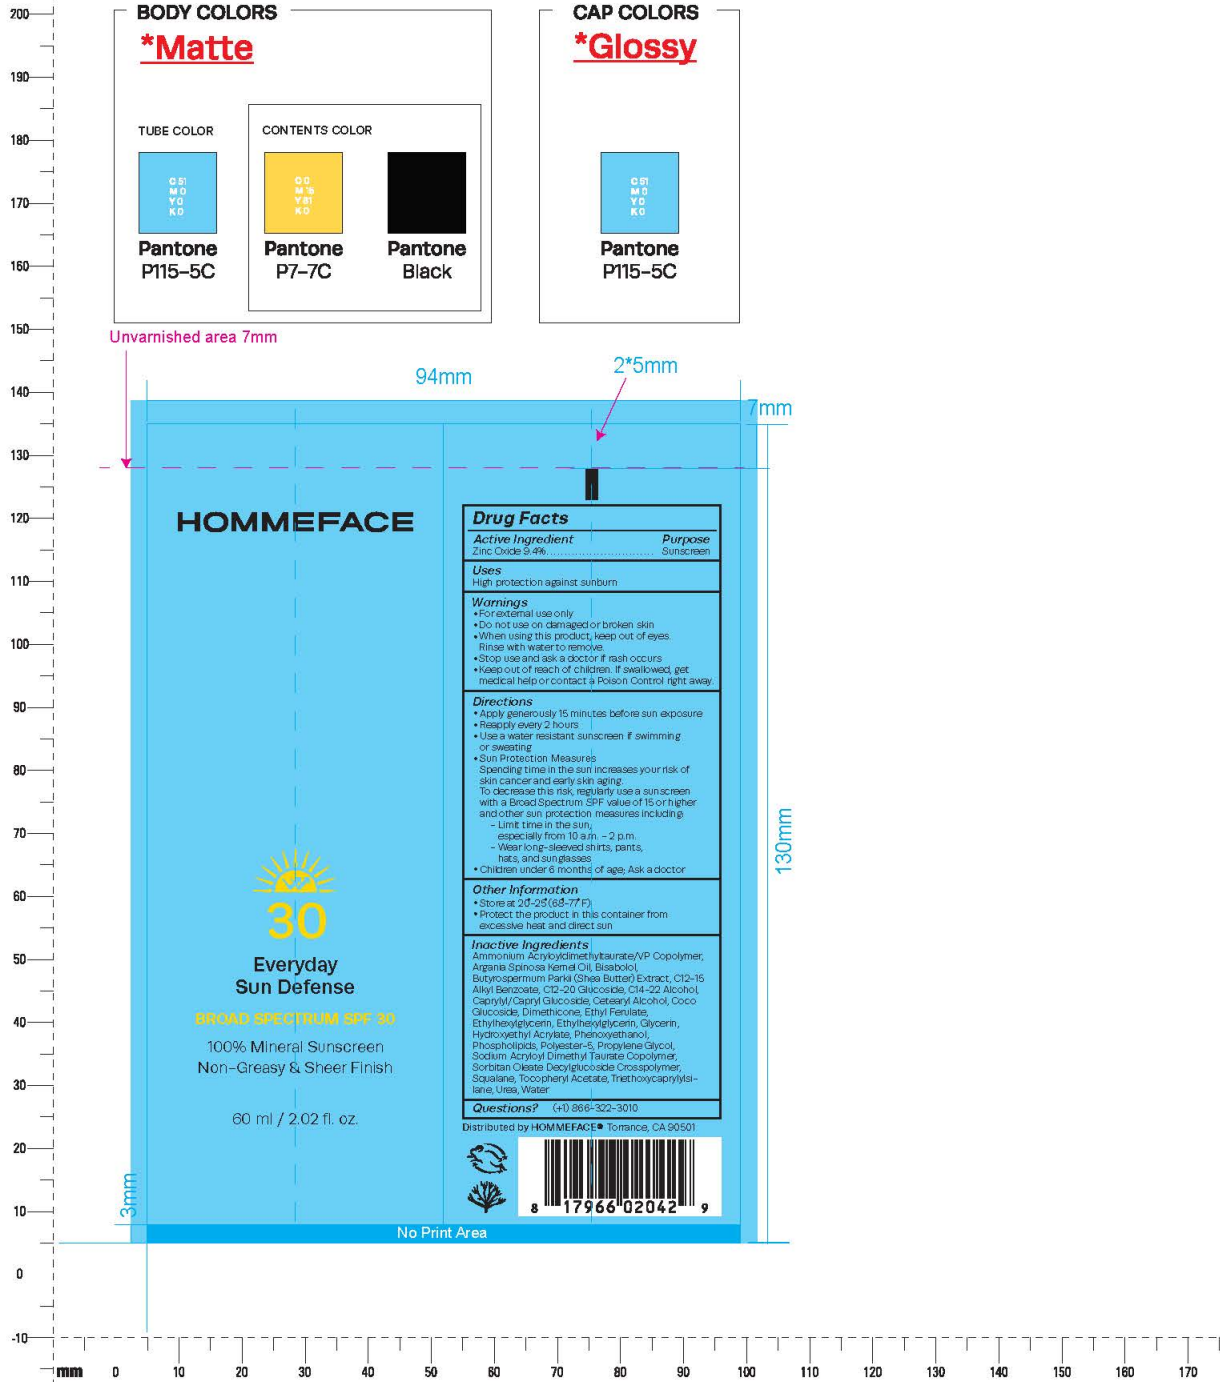 BODY COLORS
*Matte
TUBE COLOR
CONTENTS COLOR
C 51
M 0
Y 0
K 0
C 0
M 15
Y 81
K 0
Pantone
P115-5C
Pantone
P7-7C
Pantone
Black
CAP COLORS
*Glossy
C 51
M 0
Y 0
K 0
Pantone
P115-5C
Unvarnished area 7mm
94mm
2*5mm
7mm
130mm
3mm
HOMMEFACE
30
Everyday
Sun Defense
BROAD SPECTRUM SPF 30
100% Mineral Sunscreen
Non-Greasy & Sheer Finish
60 ml / 2.02 fl. oz.
Drug Facts
Active Ingredient Purpose
Zinc Oxide 9.4%.............................. Sunscreen
Uses
High protection against sunburn
Warnings
• For external use only
• Do not use on damaged or broken skin
• When using this product, keep out of eyes.
Rinse with water to remove.
• Stop use and ask a doctor if rash occurs
• Keep out of reach of children. If swallowed, get
medical help or contact a Poison Control right away.
Directions
• Apply generously 15 minutes before sun exposure
• Reapply every 2 hours
• Use a water resistant sunscreen if swimming
or sweating
• Sun Protection Measures
Spending time in the sun increases your risk of
skin cancer and early skin aging.
To decrease this risk, regularly use a sunscreen
with a Broad Spectrum SPF value of 15 or higher
and other sun protection measures including:
- Limit time in the sun,
especially from 10 a.m. - 2 p.m.
- Wear long-sleeved shirts, pants,
hats, and sunglasses
• Children under 6 months of age; Ask a doctor
Other Information
• Store at 20°-25°(68°-77°F)
• Protect the product in this container from
excessive heat and direct sun
Inactive Ingredients
Ammonium Acryloyldimethyltaurate/VP Copolymer,
Argania Spinosa Kernel Oil, Bisabolol,
Butyrospermum Parkii (Shea Butter) Extract, C12-15
Alkyl Benzoate, C12-20 Glucoside, C14-22 Alcohol,
Caprylyl/Capryl Glucoside, Cetearyl Alcohol, Coco
Glucoside, Dimethicone, Ethyl Ferulate,
Ethylhexylglycerin, Ethylhexylglycerin, Glycerin,
Hydroxyethyl Acrylate, Phenoxyethanol,
Phospholipids, Polyester-5, Propylene Glycol,
Sodium Acryloyl Dimethyl Taurate Copolymer,
Sorbitan Oleate Decylglucoside Crosspolymer,
Squalane, Tocopheryl Acetate, Triethoxycaprylylsi-
lane, Urea, Water
Questions? (+1) 866-322-3010
Distributed by HOMMEFACE® Torrance, CA 90501
8 17966 02042 9
No Print Area
200
190
180
170
160
150
140
130
120
110
100
90
80
70
60
50
40
30
20
10
0
-10
mm 0 10 20 30 40 50 60 70 80 90 100 110 120 130 140 150 160 170